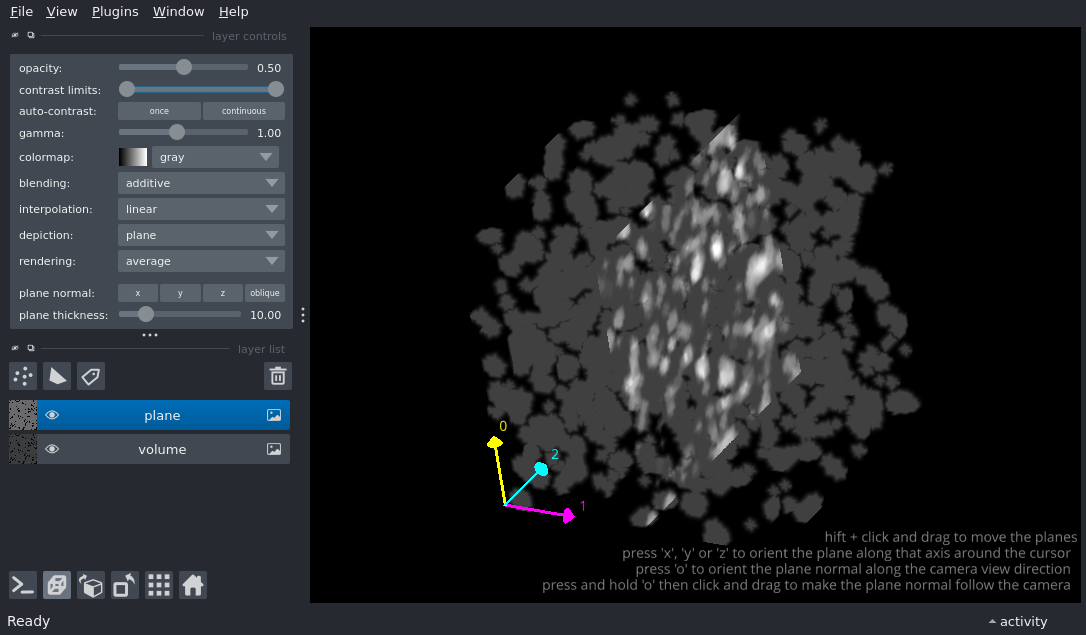 File View Plugins Window Help
layer controls
opacity: 0.50
contrast limits:
auto-contrast: once continuous
gamma: 1.00
colormap: gray
blending: additive
interpolation: linear
depiction: plane
rendering: average
plane normal: x y z oblique
plane thickness: 10.00
layer list
plane
volume
0
2
1
hift + click and drag to move the planes
press 'x', 'y' or 'z' to orient the plane along that axis around the cursor
press 'o' to orient the plane normal along the camera view direction
press and hold 'o' then click and drag to make the plane normal follow the camera
Ready
activity